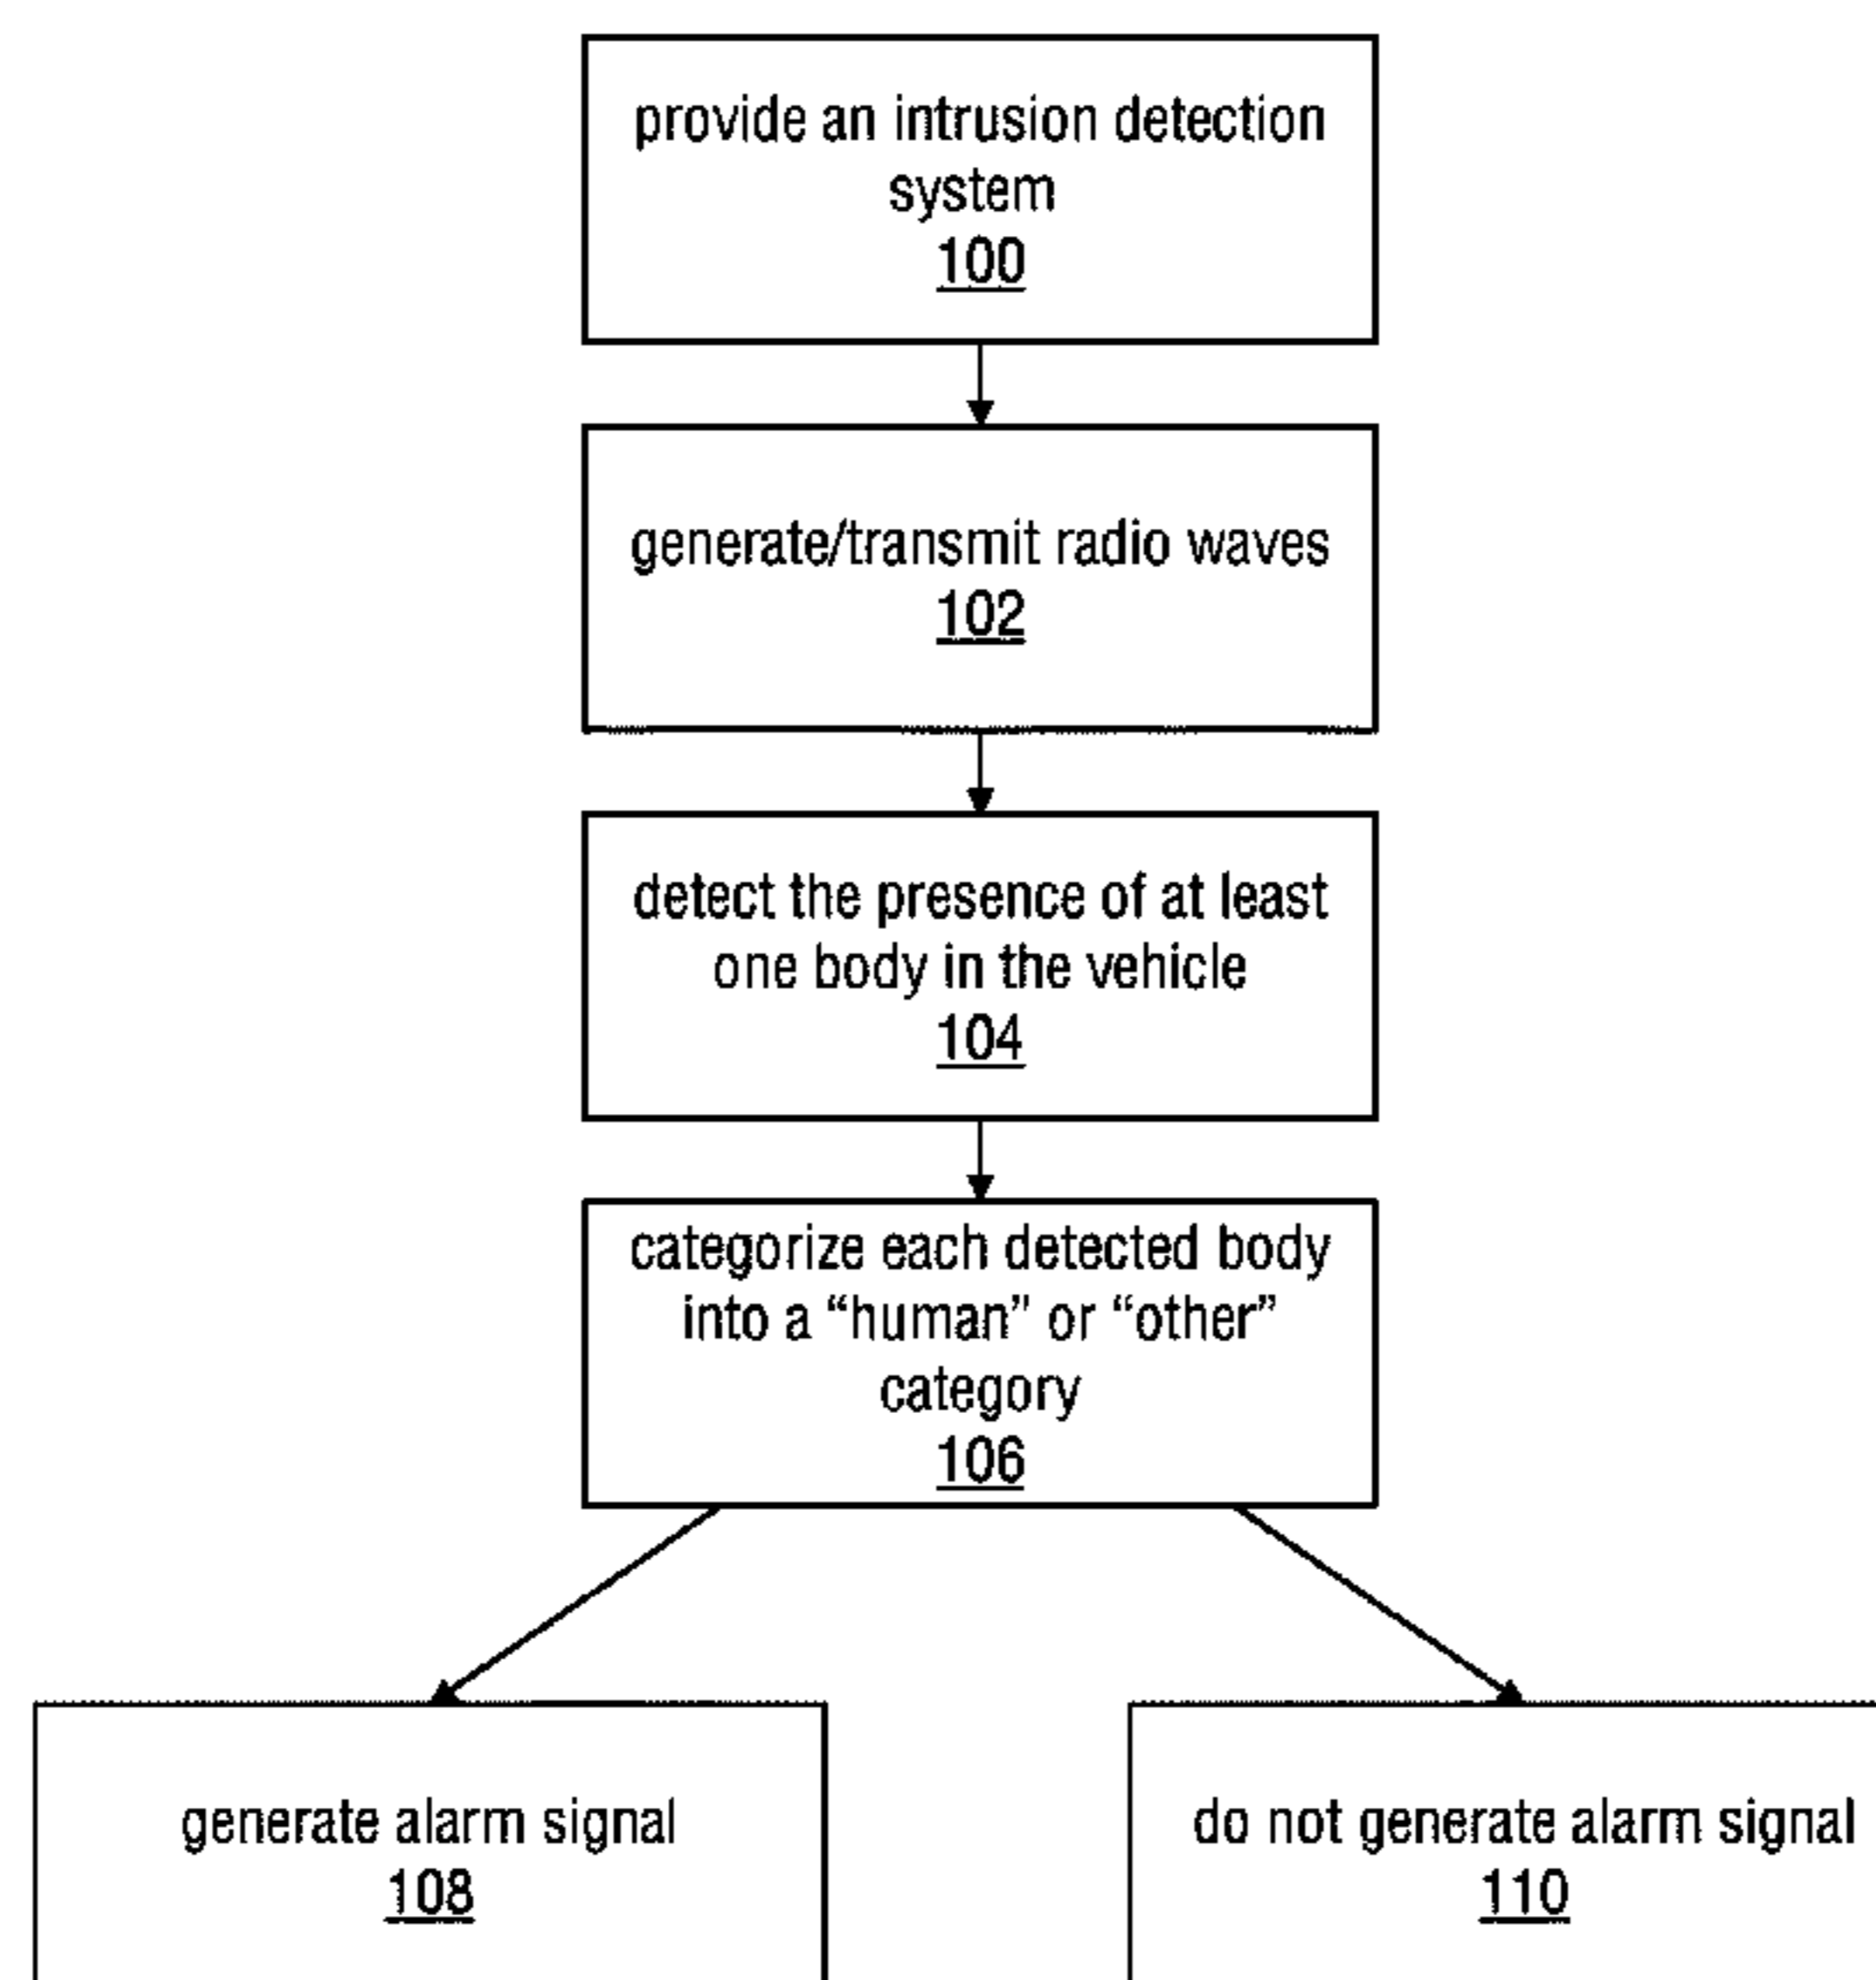 provide an intrusion detection
system
100
generate/transmit radio waves
102
detect the presence of at least
one body in the vehicle
104
categorize each detected body
into a “human” or “other”
category
106
generate alarm signal
108
do not generate alarm signal
110